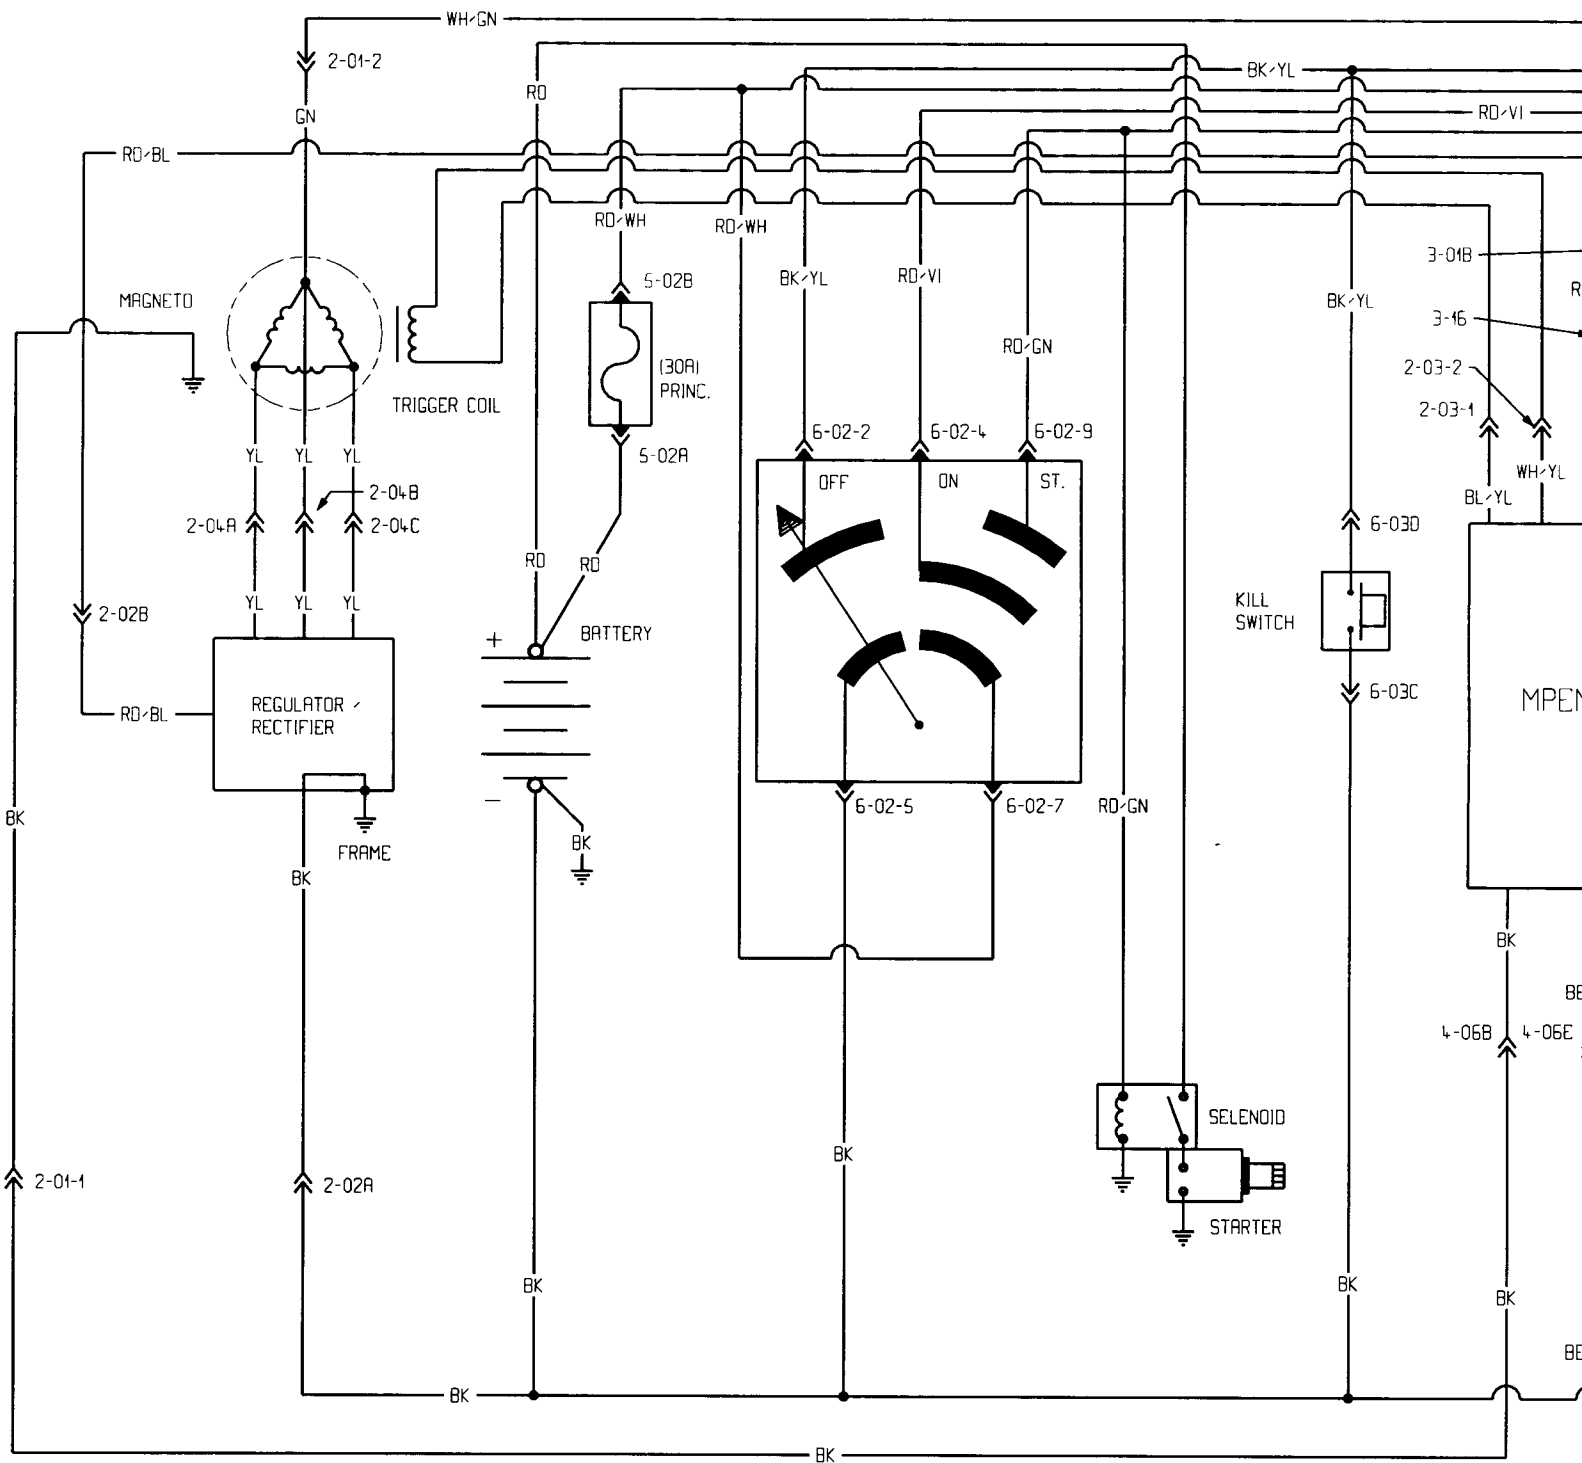 WH/GN
2-01-2
RD
BK/YL
RD/VI
GN
RD/BL
RD/WH
RD/WH
3-01B
5-02B
BK/YL
RD/VI
MAGNETO
BK/YL
R
3-16
RD/GN
(30A)
PRINC.
2-03-2
TRIGGER COIL
2-03-1
6-02-2
6-02-4
6-02-9
YL
YL
YL
5-02A
OFF
ON
ST.
WH/YL
2-04B
BL/YL
2-04A
2-04C
6-03D
RD
RD
YL
YL
YL
2-02B
KILL
SWITCH
+
BATTERY
6-03C
REGULATOR /
RECTIFIER
RD/BL
MPEM
–
6-02-5
6-02-7
RD/GN
BK
BK
FRAME
BK
BK
4-06B
4-06E
SELENOID
BK
2-01-1
2-02A
STARTER
BK
BK
BK
BK
BK